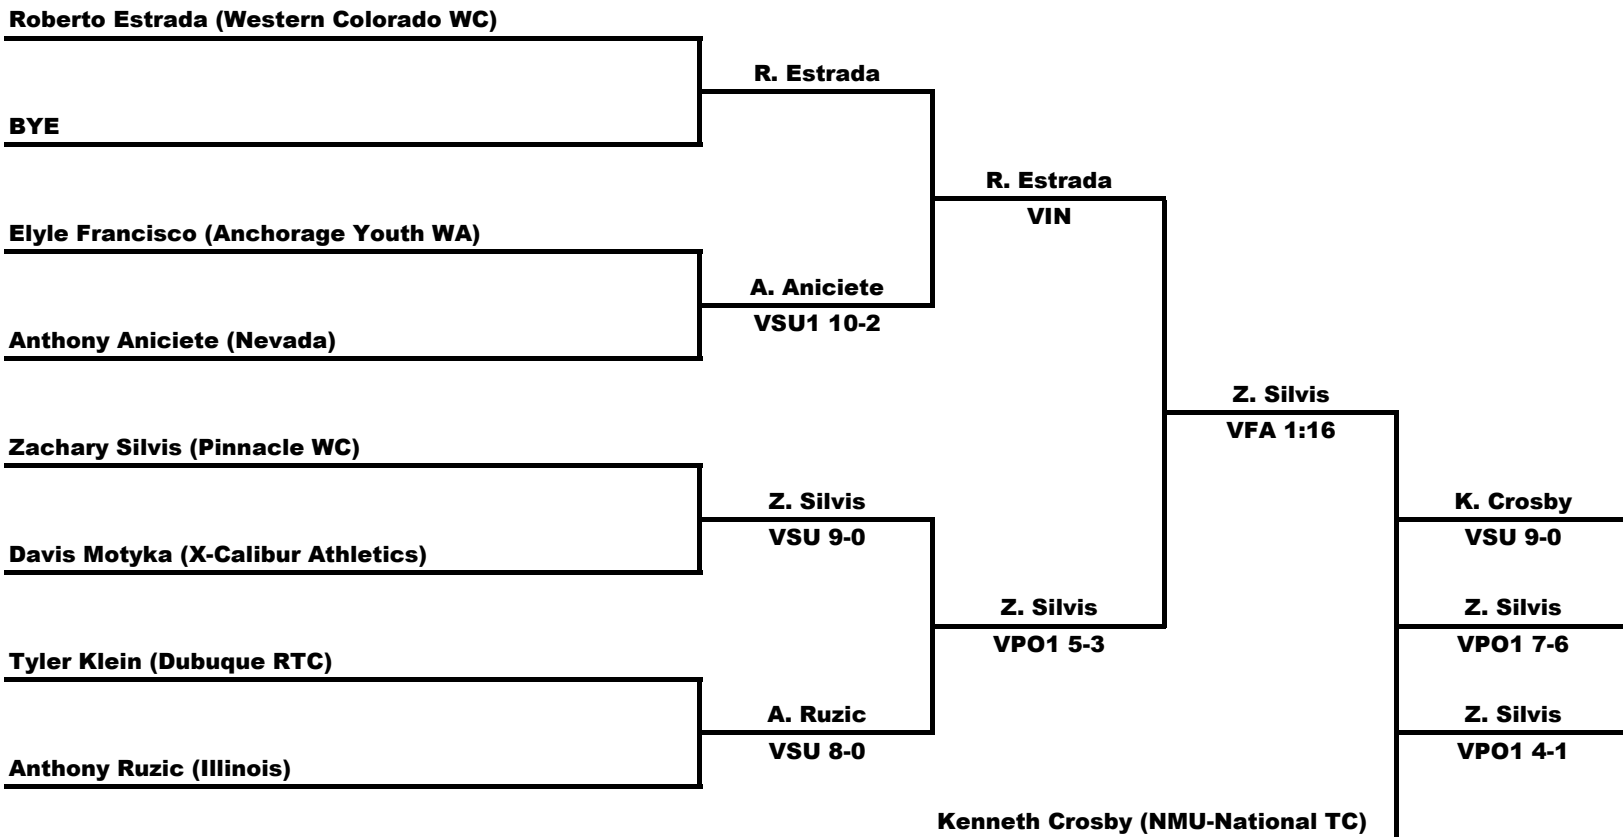 Roberto Estrada (Western Colorado WC)
R. Estrada
BYE
R. Estrada
VIN
Elyle Francisco (Anchorage Youth WA)
A. Aniciete
VSU1 10-2
Anthony Aniciete (Nevada)
Z. Silvis
VFA 1:16
Zachary Silvis (Pinnacle WC)
Z. Silvis
VSU 9-0
K. Crosby
VSU 9-0
Davis Motyka (X-Calibur Athletics)
Z. Silvis
VPO1 5-3
Z. Silvis
VPO1 7-6
Tyler Klein (Dubuque RTC)
A. Ruzic
VSU 8-0
Z. Silvis
VPO1 4-1
Anthony Ruzic (Illinois)
Kenneth Crosby (NMU-National TC)